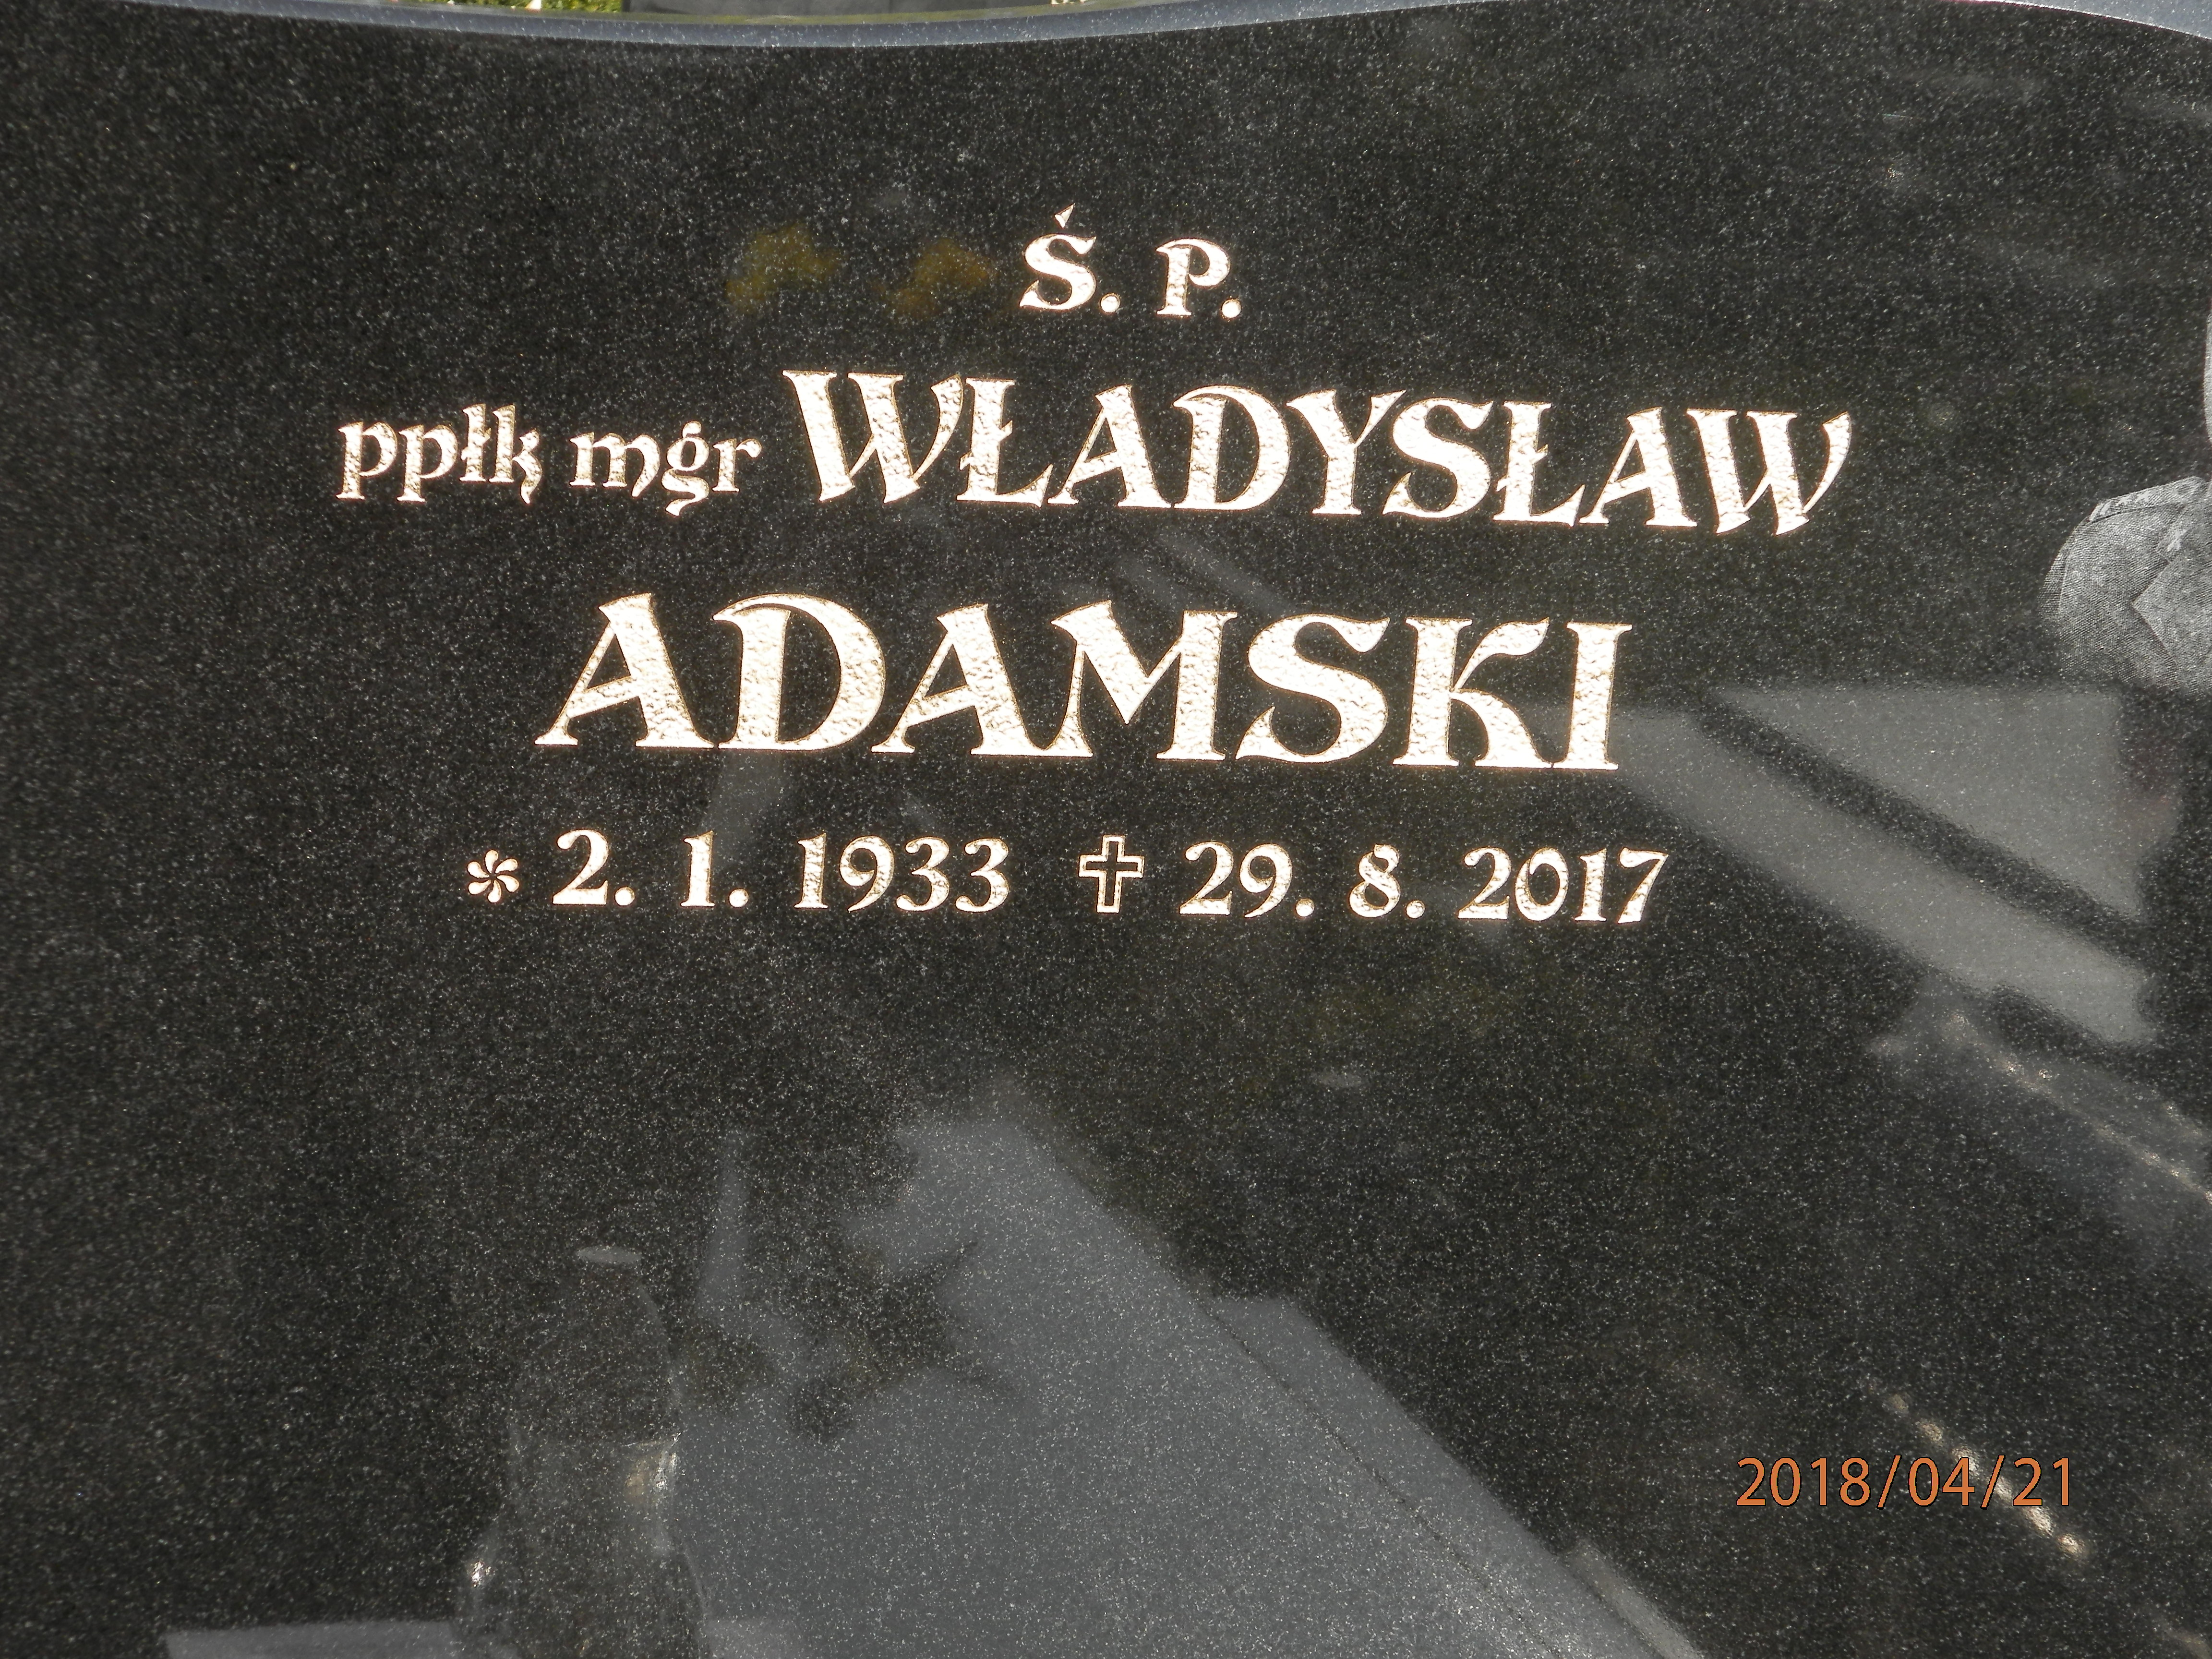 Ś. P.
ppłk mgr WŁADYSŁAW
ADAMSKI
* 2. 1. 1933 ✝ 29. 8. 2017
2018/04/21